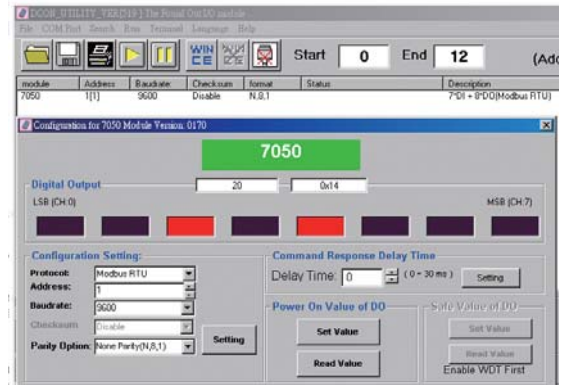 DCON_UTILITY_VER[519] The Found Out DO module
File COM Port Search Run Terminal Language Help
WIN CE Start 0 End 12 (Add
module Address Baudrate Checksum format Status Description
7050 1[1] 9600 Disable N,8,1 7*DI + 8*DO(Modbus RTU)
Configuration for 7050 Module Version: 0170
7050
Digital Output 20 0x14
LSB (CH:0) MSB (CH:7)
Configuration Setting:
Protocol: Modbus RTU
Address: 1
Baudrate: 9600
Checksum: Disable
Parity Option: None Parity(N,8,1)
Setting
Command Response Delay Time
Delay Time: 0 ( 0 ~ 30 ms ) Setting
Power On Value of DO
Set Value
Read Value
Safe Value of DO
Set Value
Read Value
Enable WDT First